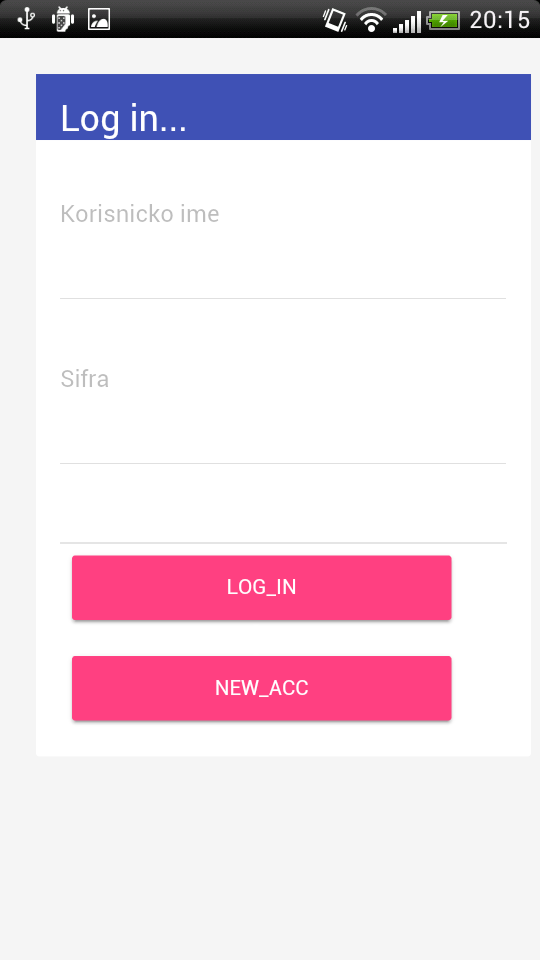 20:15
Log in...
Korisnicko ime
Sifra
LOG_IN
NEW_ACC